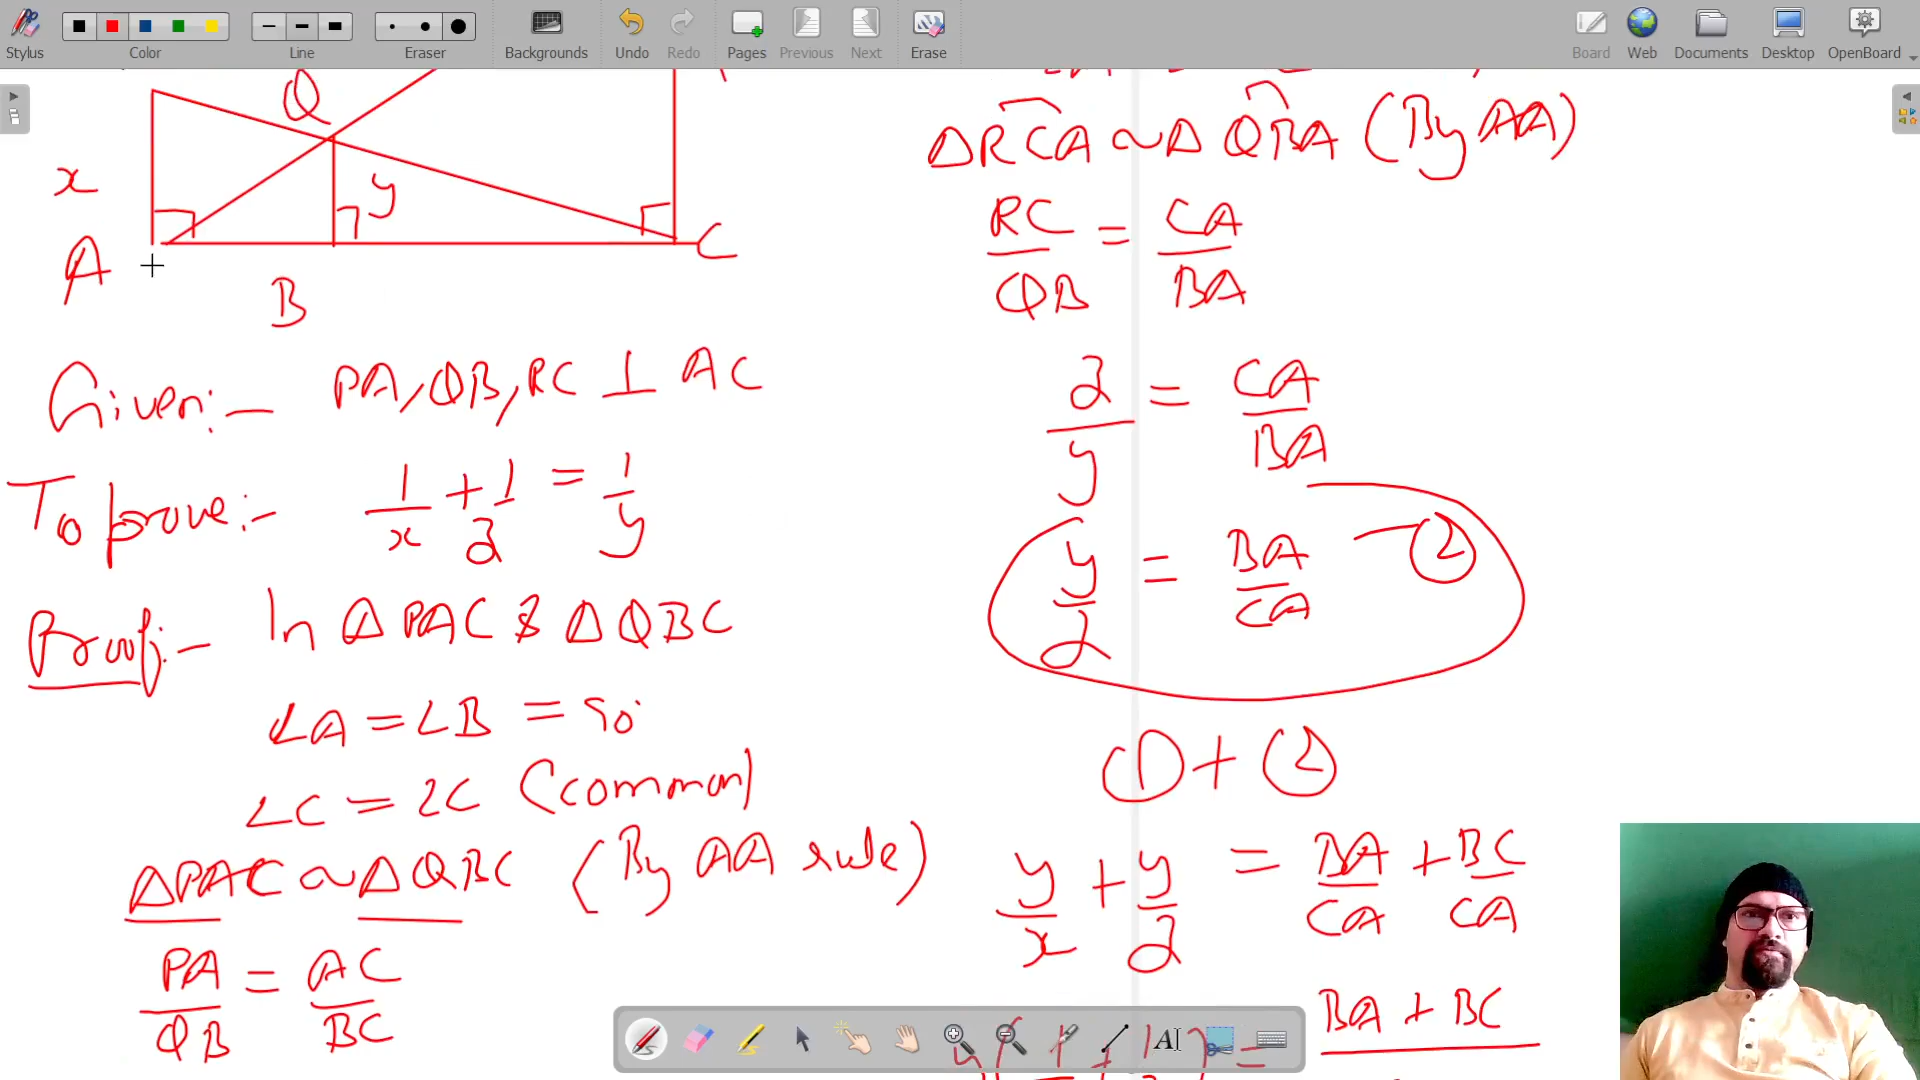 Stylus Color Line Eraser Backgrounds Undo Redo Pages Previous Next Erase Board Web Documents Desktop OpenBoard
Q
x
y
A
B
C
Given:- PA, QB, RC ⊥ AC
To prove:- 1/x + 1/z = 1/y
Proof:- In Δ PAC & Δ QBC
∠A = ∠B = 90°
∠C = ∠C (common)
ΔPAC ~ ΔQBC (By AA rule)
PA/QB = AC/BC
ΔRCA ~ Δ QBA (By AA)
RC/QB = CA/BA
z/y = CA/BA
y/z = BA/CA — ②
① + ②
y/x + y/z = BA/CA + BC/CA
BA + BC